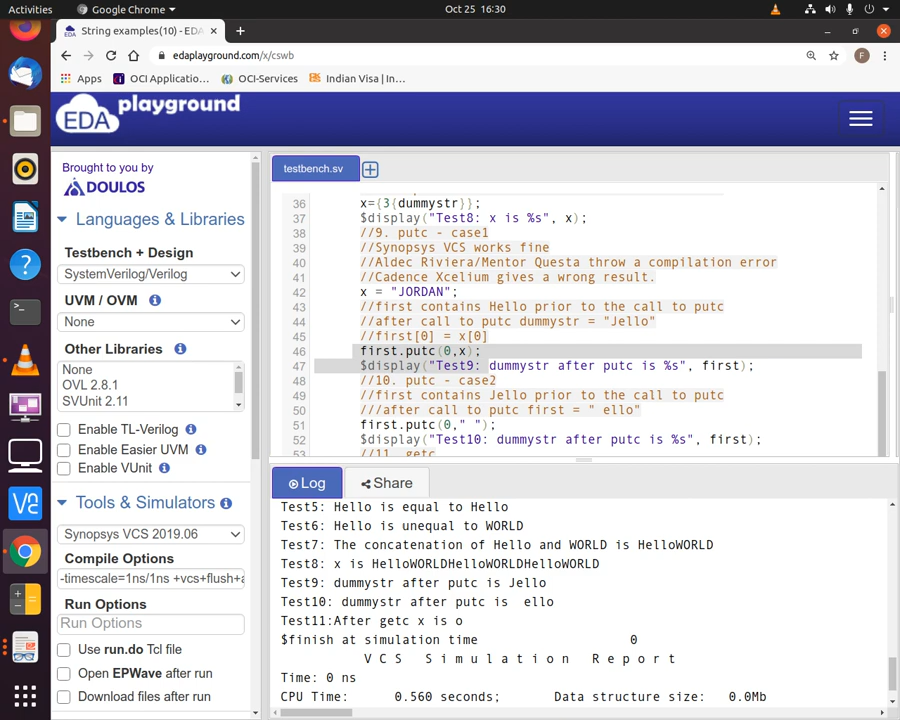 Activities
Google Chrome
Oct 25 16:30
String examples(10) - EDA
edaplayground.com/x/cswb
F
Apps
OCI Applicatio...
OCI-Services
Indian Visa | In...
EDA playground
Brought to you by
DOULOS
Languages & Libraries
Testbench + Design
SystemVerilog/Verilog
UVM / OVM
None
Other Libraries
None
OVL 2.8.1
SVUnit 2.11
Enable TL-Verilog
Enable Easier UVM
Enable VUnit
Tools & Simulators
Synopsys VCS 2019.06
Compile Options
-timescale=1ns/1ns +vcs+flush+a
Run Options
Run Options
Use run.do Tcl file
Open EPWave after run
Download files after run
testbench.sv
36 x={3{dummystr}};
37 $display("Test8: x is %s", x);
38 //9. putc - case1
39 //Synopsys VCS works fine
40 //Aldec Riviera/Mentor Questa throw a compilation error
41 //Cadence Xcelium gives a wrong result.
42 x = "JORDAN";
43 //first contains Hello prior to the call to putc
44 //after call to putc dummystr = "Jello"
45 //first[0] = x[0]
46 first.putc(0,x);
47 $display("Test9: dummystr after putc is %s", first);
48 //10. putc - case2
49 //first contains Jello prior to the call to putc
50 ///after call to putc first = " ello"
51 first.putc(0," ");
52 $display("Test10: dummystr after putc is %s", first);
53 //11. getc
Log
Share
Test5: Hello is equal to Hello
Test6: Hello is unequal to WORLD
Test7: The concatenation of Hello and WORLD is HelloWORLD
Test8: x is HelloWORLDHelloWORLDHelloWORLD
Test9: dummystr after putc is Jello
Test10: dummystr after putc is  ello
Test11:After getc x is o
$finish at simulation time 0
V C S S i m u l a t i o n R e p o r t
Time: 0 ns
CPU Time: 0.560 seconds; Data structure size: 0.0Mb